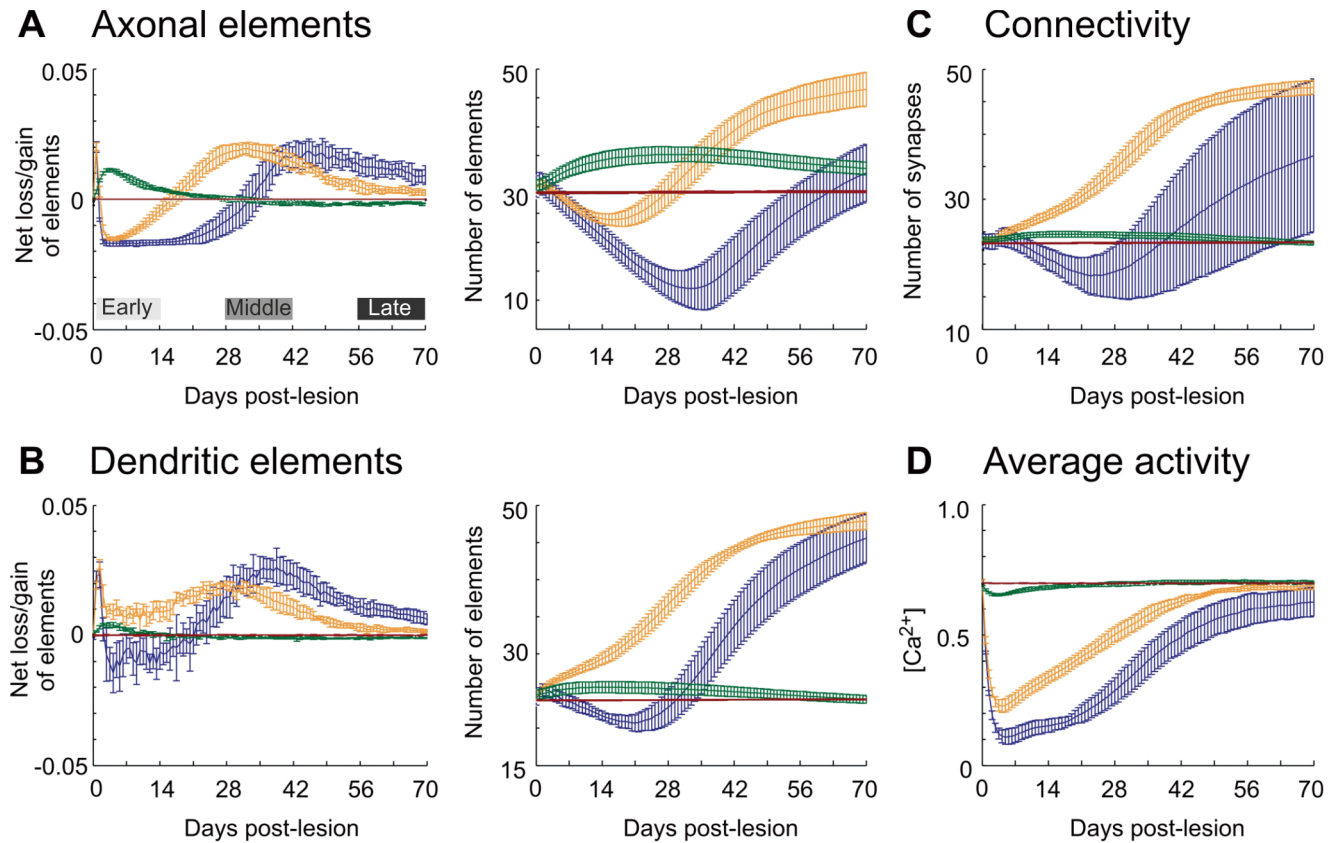 A Axonal elements
0.05
0
-0.05
Net loss/gain
of elements
Early
Middle
Late
0 14 28 42 56 70
Days post-lesion
50
30
10
Number of elements
0 14 28 42 56 70
Days post-lesion
C Connectivity
50
30
10
Number of synapses
0 14 28 42 56 70
Days post-lesion
B Dendritic elements
0.05
0
-0.05
Net loss/gain
of elements
0 14 28 42 56 70
Days post-lesion
50
30
15
Number of elements
0 14 28 42 56 70
Days post-lesion
D Average activity
1.0
0.5
0
[Ca²⁺]
0 14 28 42 56 70
Days post-lesion